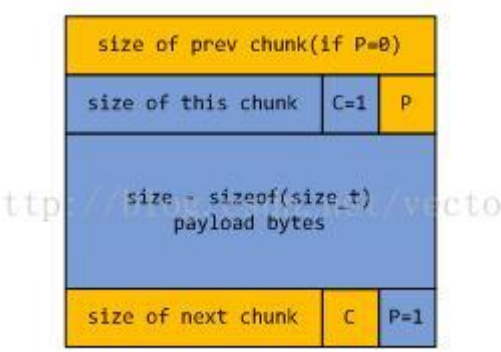 size of prev chunk(if P=0)
size of this chunk C=1 P
size - sizeof(size_t)
payload bytes
size of next chunk C P=1